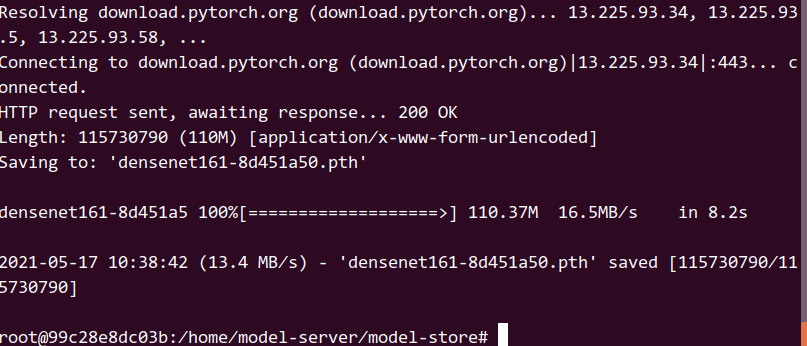 Resolving download.pytorch.org (download.pytorch.org)... 13.225.93.34, 13.225.93
.5, 13.225.93.58, ...
Connecting to download.pytorch.org (download.pytorch.org)|13.225.93.34|:443... c
onnected.
HTTP request sent, awaiting response... 200 OK
Length: 115730790 (110M) [application/x-www-form-urlencoded]
Saving to: 'densenet161-8d451a50.pth'
densenet161-8d451a5 100%[===================>] 110.37M  16.5MB/s    in 8.2s
2021-05-17 10:38:42 (13.4 MB/s) - 'densenet161-8d451a50.pth' saved [115730790/11
5730790]
root@99c28e8dc03b:/home/model-server/model-store#